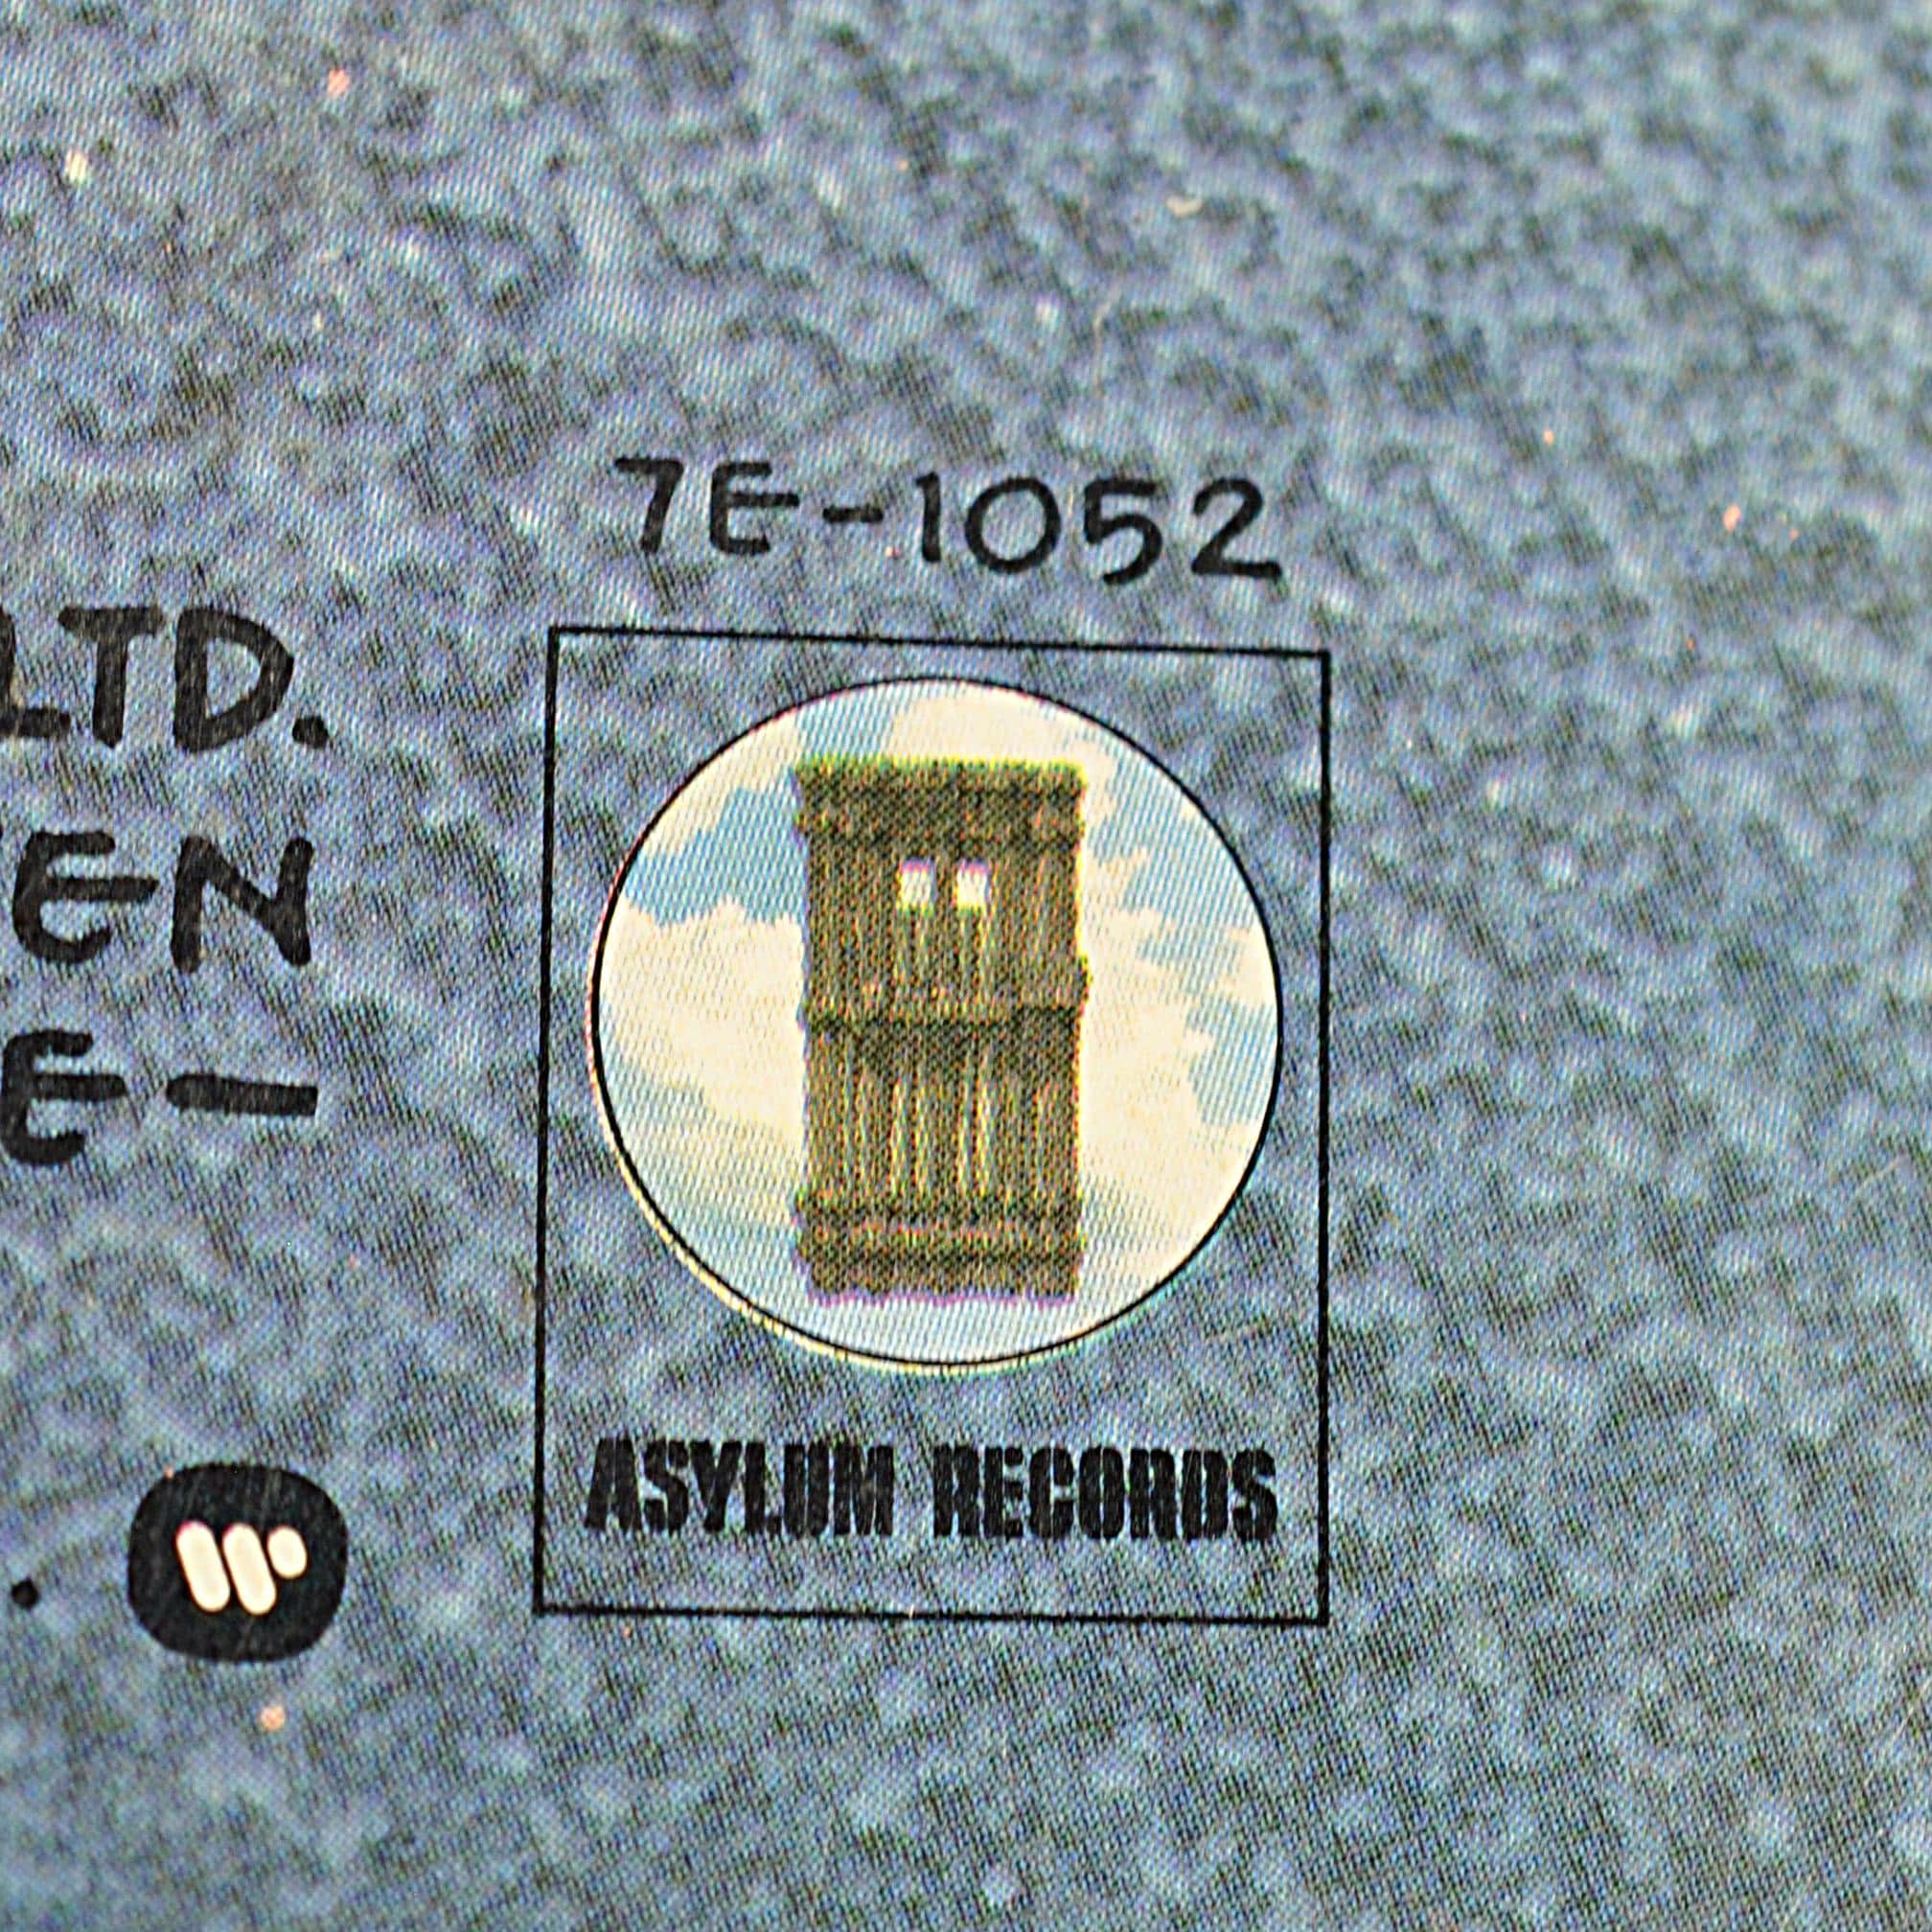 7E-1052
LTD.
EN
E-
ASYLUM RECORDS
W